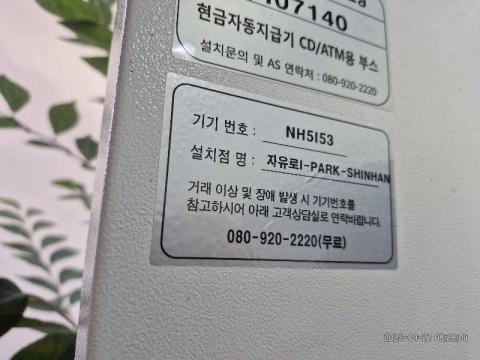 407140
현금자동지급기 CD/ATM용 부스
설치문의 및 AS 연락처 : 080-920-2220
기기 번호 : NH5I53
설치점 명 : 자유로I-PARK-SHINHAN
거래 이상 및 장애 발생 시 기기번호를
참고하시어 아래 고객상담실로 연락바랍니다.
080-920-2220(무료)